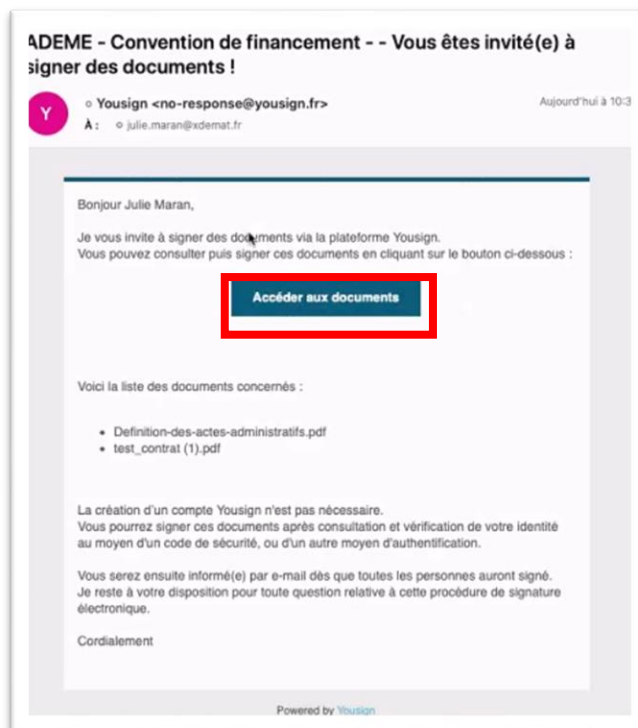 ADEME - Convention de financement - - Vous êtes invité(e) à
signer des documents !
Y
Yousign <no-response@yousign.fr>
Aujourd'hui à 10:3
À : julie.maran@xdemat.fr
Bonjour Julie Maran,
Je vous invite à signer des documents via la plateforme Yousign.
Vous pouvez consulter puis signer ces documents en cliquant sur le bouton ci-dessous :
Accéder aux documents
Voici la liste des documents concernés :
• Definition-des-actes-administratifs.pdf
• test_contrat (1).pdf
La création d'un compte Yousign n'est pas nécessaire.
Vous pourrez signer ces documents après consultation et vérification de votre identité
au moyen d'un code de sécurité, ou d'un autre moyen d'authentification.
Vous serez ensuite informé(e) par e-mail dès que toutes les personnes auront signé.
Je reste à votre disposition pour toute question relative à cette procédure de signature
électronique.
Cordialement
Powered by Yousign